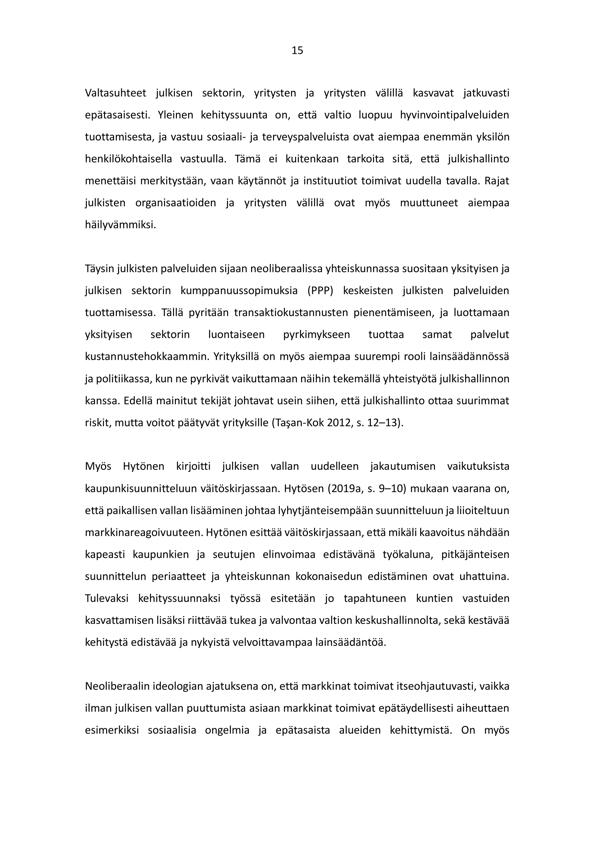 15
Valtasuhteet julkisen sektorin, yritysten ja yritysten välillä kasvavat jatkuvasti
epätasaisesti. Yleinen kehityssuunta on, että valtio luopuu hyvinvointipalveluiden
tuottamisesta, ja vastuu sosiaali- ja terveyspalveluista ovat aiempaa enemmän yksilön
henkilökohtaisella vastuulla. Tämä ei kuitenkaan tarkoita sitä, että julkishallinto
menettäisi merkitystään, vaan käytännöt ja instituutiot toimivat uudella tavalla. Rajat
julkisten organisaatioiden ja yritysten välillä ovat myös muuttuneet aiempaa
häilyvämmiksi.
Täysin julkisten palveluiden sijaan neoliberaalissa yhteiskunnassa suositaan yksityisen ja
julkisen sektorin kumppanuussopimuksia (PPP) keskeisten julkisten palveluiden
tuottamisessa. Tällä pyritään transaktiokustannusten pienentämiseen, ja luottamaan
yksityisen sektorin luontaiseen pyrkimykseen tuottaa samat palvelut
kustannustehokkaammin. Yrityksillä on myös aiempaa suurempi rooli lainsäädännössä
ja politiikassa, kun ne pyrkivät vaikuttamaan näihin tekemällä yhteistyötä julkishallinnon
kanssa. Edellä mainitut tekijät johtavat usein siihen, että julkishallinto ottaa suurimmat
riskit, mutta voitot päätyvät yrityksille (Taşan-Kok 2012, s. 12–13).
Myös Hytönen kirjoitti julkisen vallan uudelleen jakautumisen vaikutuksista
kaupunkisuunnitteluun väitöskirjassaan. Hytösen (2019a, s. 9–10) mukaan vaarana on,
että paikallisen vallan lisääminen johtaa lyhytjänteisempään suunnitteluun ja liioiteltuun
markkinareagoivuuteen. Hytönen esittää väitöskirjassaan, että mikäli kaavoitus nähdään
kapeasti kaupunkien ja seutujen elinvoimaa edistävänä työkaluna, pitkäjänteisen
suunnittelun periaatteet ja yhteiskunnan kokonaisedun edistäminen ovat uhattuina.
Tulevaksi kehityssuunnaksi työssä esitetään jo tapahtuneen kuntien vastuiden
kasvattamisen lisäksi riittävää tukea ja valvontaa valtion keskushallinnolta, sekä kestävää
kehitystä edistävää ja nykyistä velvoittavampaa lainsäädäntöä.
Neoliberaalin ideologian ajatuksena on, että markkinat toimivat itseohjautuvasti, vaikka
ilman julkisen vallan puuttumista asiaan markkinat toimivat epätäydellisesti aiheuttaen
esimerkiksi sosiaalisia ongelmia ja epätasaista alueiden kehittymistä. On myös